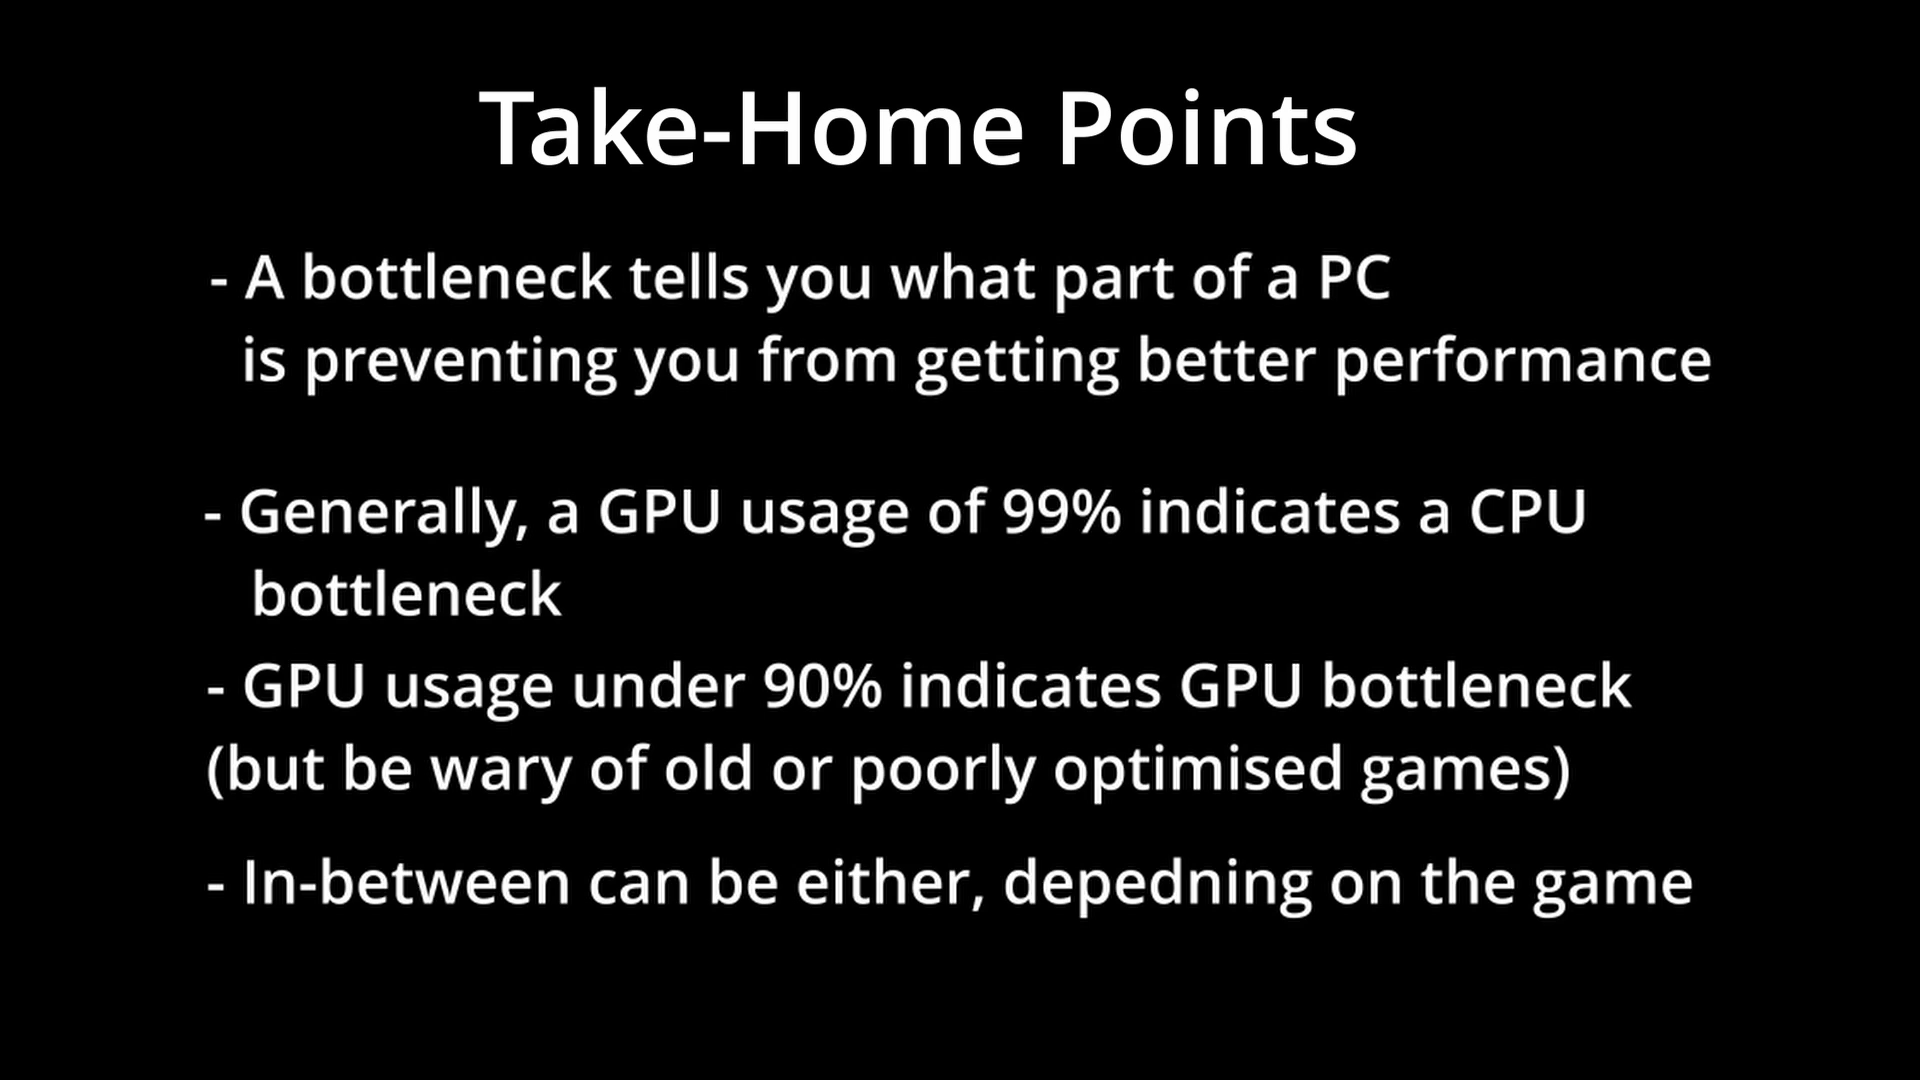 Take-Home Points
- A bottleneck tells you what part of a PC
is preventing you from getting better performance
- Generally, a GPU usage of 99% indicates a CPU
bottleneck
- GPU usage under 90% indicates GPU bottleneck
(but be wary of old or poorly optimised games)
- In-between can be either, depedning on the game